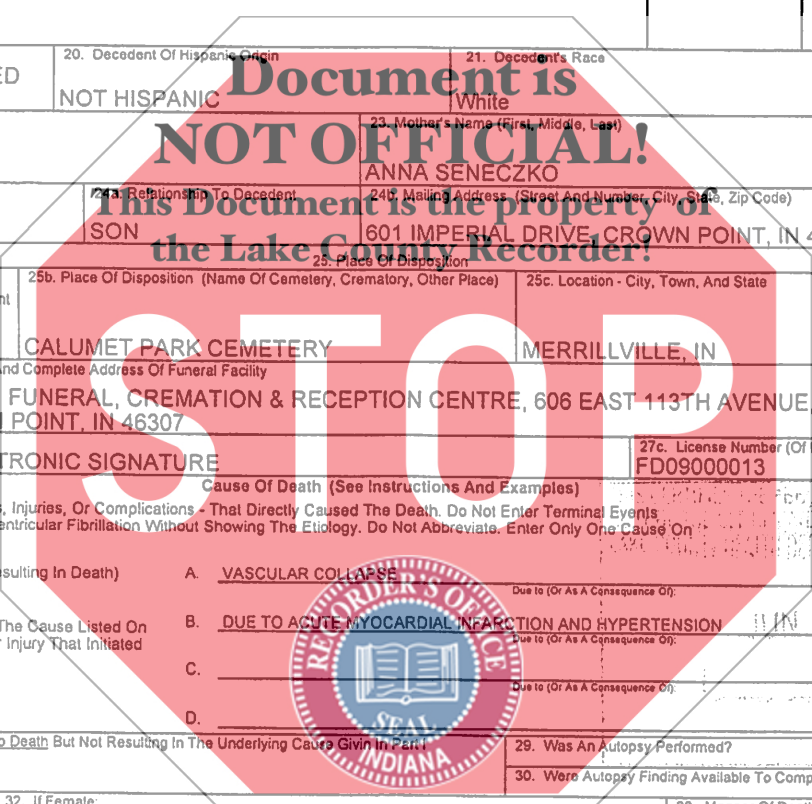 20. Decedent Of Hispanic Origin
21. Decedent's Race
ED
NOT HISPANIC
White
Document is
NOT OFFICIAL!
23. Mother's Name (First, Middle, Last)
ANNA SENECZKO
24a. Relationship To Decedent
24b. Mailing Address (Street And Number, City, State, Zip Code)
This Document is the property of
SON
601 IMPERIAL DRIVE, CROWN POINT, IN 4
the Lake County Recorder!
25. Place Of Disposition
25b. Place Of Disposition (Name Of Cemetery, Crematory, Other Place)
25c. Location - City, Town, And State
nt
CALUMET PARK CEMETERY
MERRILLVILLE, IN
STOP
And Complete Address Of Funeral Facility
FUNERAL, CREMATION & RECEPTION CENTRE, 606 EAST 113TH AVENUE,
POINT, IN 46307
27c. License Number (Of
TRONIC SIGNATURE
FD09000013
Cause Of Death (See Instructions And Examples)
s, Injuries, Or Complications - That Directly Caused The Death. Do Not Enter Terminal Events
entricular Fibrillation Without Showing The Etiology. Do Not Abbreviate. Enter Only One Cause On
esulting In Death)
A. VASCULAR COLLAPSE
Due to (Or As A Consequence Of):
The Cause Listed On
B. DUE TO ACUTE MYOCARDIAL INFARCTION AND HYPERTENSION
r Injury That Initiated
Due to (Or As A Consequence Of):
C.
Due to (Or As A Consequence Of):
D.
RECORDER'S OFFICE
SEAL
INDIANA
o Death But Not Resulting In The Underlying Cause Givin In Part I
29. Was An Autopsy Performed?
30. Were Autopsy Finding Available To Comp
32. If Female: